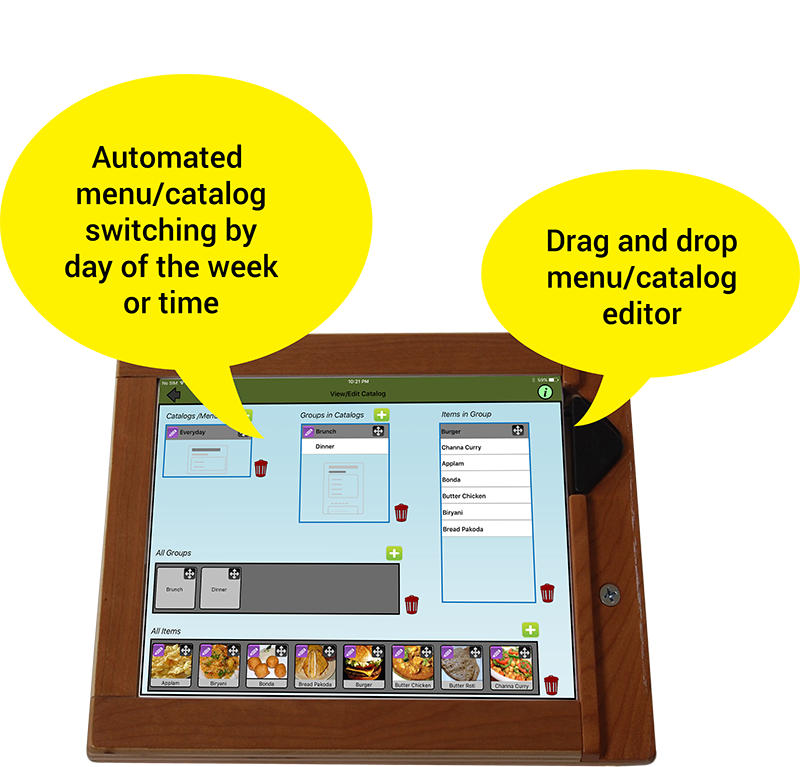 Automated
menu/catalog
switching by
day of the week
or time
Drag and drop
menu/catalog
editor
No SIM
10:21 PM
59%
View/Edit Catalog
Catalogs /Menu
Groups in Catalogs
Items in Group
Everyday
Brunch
Dinner
Burger
Channa Curry
Applam
Bonda
Butter Chicken
Biryani
Bread Pakoda
All Groups
Brunch
Dinner
All Items
Applam
Biryani
Bonda
Bread Pakoda
Burger
Butter Chicken
Butter Roti
Channa Curry